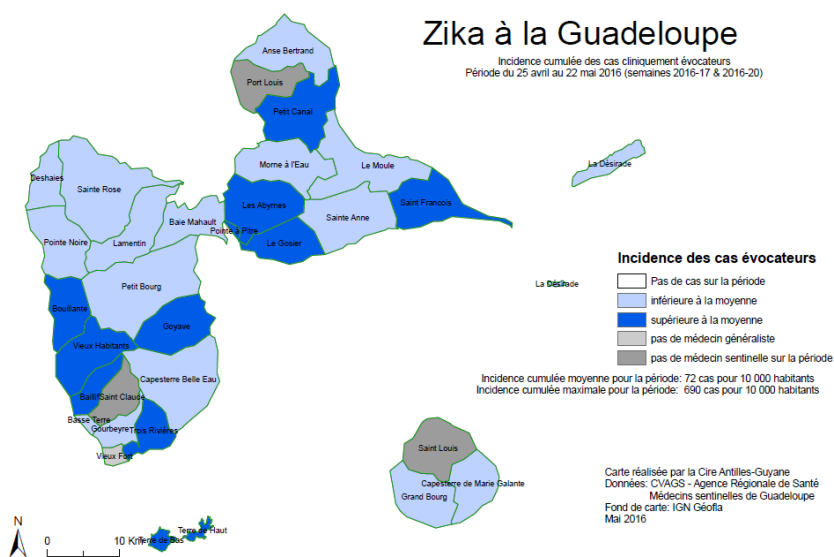 Zika à la Guadeloupe
Incidence cumulée des cas cliniquement évocateurs
Période du 25 avril au 22 mai 2016 (semaines 2016-17 & 2016-20)
Anse Bertrand
Port Louis
Petit Canal
Morne à l'Eau
Le Moule
La Désirade
Deshaies
Sainte Rose
Les Abymes
Saint François
Baie Mahault
Sainte Anne
Pointe à Pitre
Pointe Noire
Lamentin
Le Gosier
Petit Bourg
La Désirade
Bouillante
Goyave
Vieux Habitants
Capesterre Belle Eau
Baillif
Saint Claude
Basse Terre
Gourbeyre
Trois Rivières
Vieux Fort
Saint Louis
Capesterre de Marie Galante
Grand Bourg
Terre de Haut
Terre de Bas
Incidence des cas évocateurs
Pas de cas sur la période
inférieure à la moyenne
supérieure à la moyenne
pas de médecin généraliste
pas de médecin sentinelle sur la période
Incidence cumulée moyenne pour la période: 72 cas pour 10 000 habitants
Incidence cumulée maximale pour la période: 690 cas pour 10 000 habitants
Carte réalisée par la Cire Antilles-Guyane
Données: CVAGS - Agence Régionale de Santé
Médecins sentinelles de Guadeloupe
Fond de carte: IGN Géofla
Mai 2016
N
0 10 Km